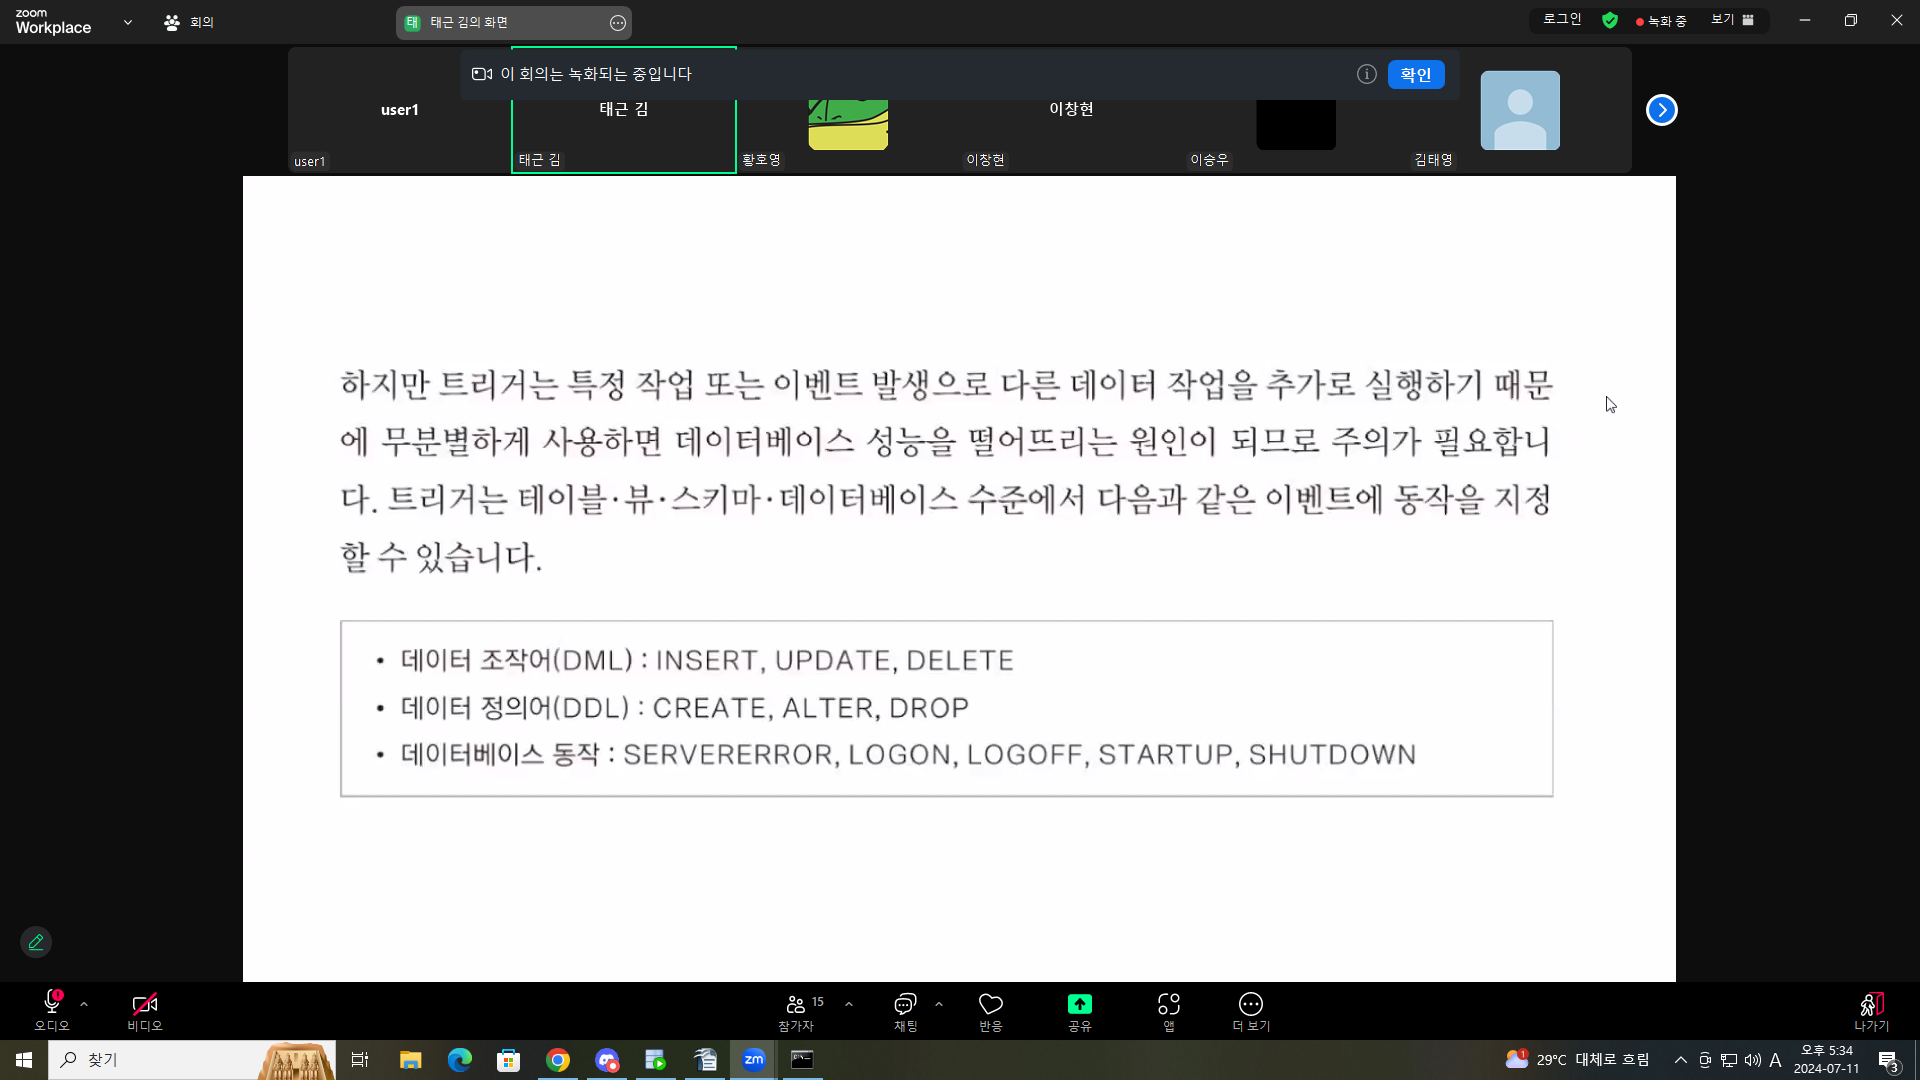 zoom
Workplace
회의
태
태근 김의 화면
로그인
녹화 중
보기
이 회의는 녹화되는 중입니다
확인
user1
태근 김
이창현
user1
태근 김
황호영
이창현
이승우
김태영
하지만 트리거는 특정 작업 또는 이벤트 발생으로 다른 데이터 작업을 추가로 실행하기 때문
에 무분별하게 사용하면 데이터베이스 성능을 떨어뜨리는 원인이 되므로 주의가 필요합니
다. 트리거는 테이블·뷰·스키마·데이터베이스 수준에서 다음과 같은 이벤트에 동작을 지정
할 수 있습니다.
• 데이터 조작어(DML) : INSERT, UPDATE, DELETE
• 데이터 정의어(DDL) : CREATE, ALTER, DROP
• 데이터베이스 동작 : SERVERERROR, LOGON, LOGOFF, STARTUP, SHUTDOWN
오디오
비디오
15
참가자
채팅
반응
공유
앱
더 보기
나가기
찾기
zm
1
29°C 대체로 흐림
A
오후 5:34
2024-07-11
3